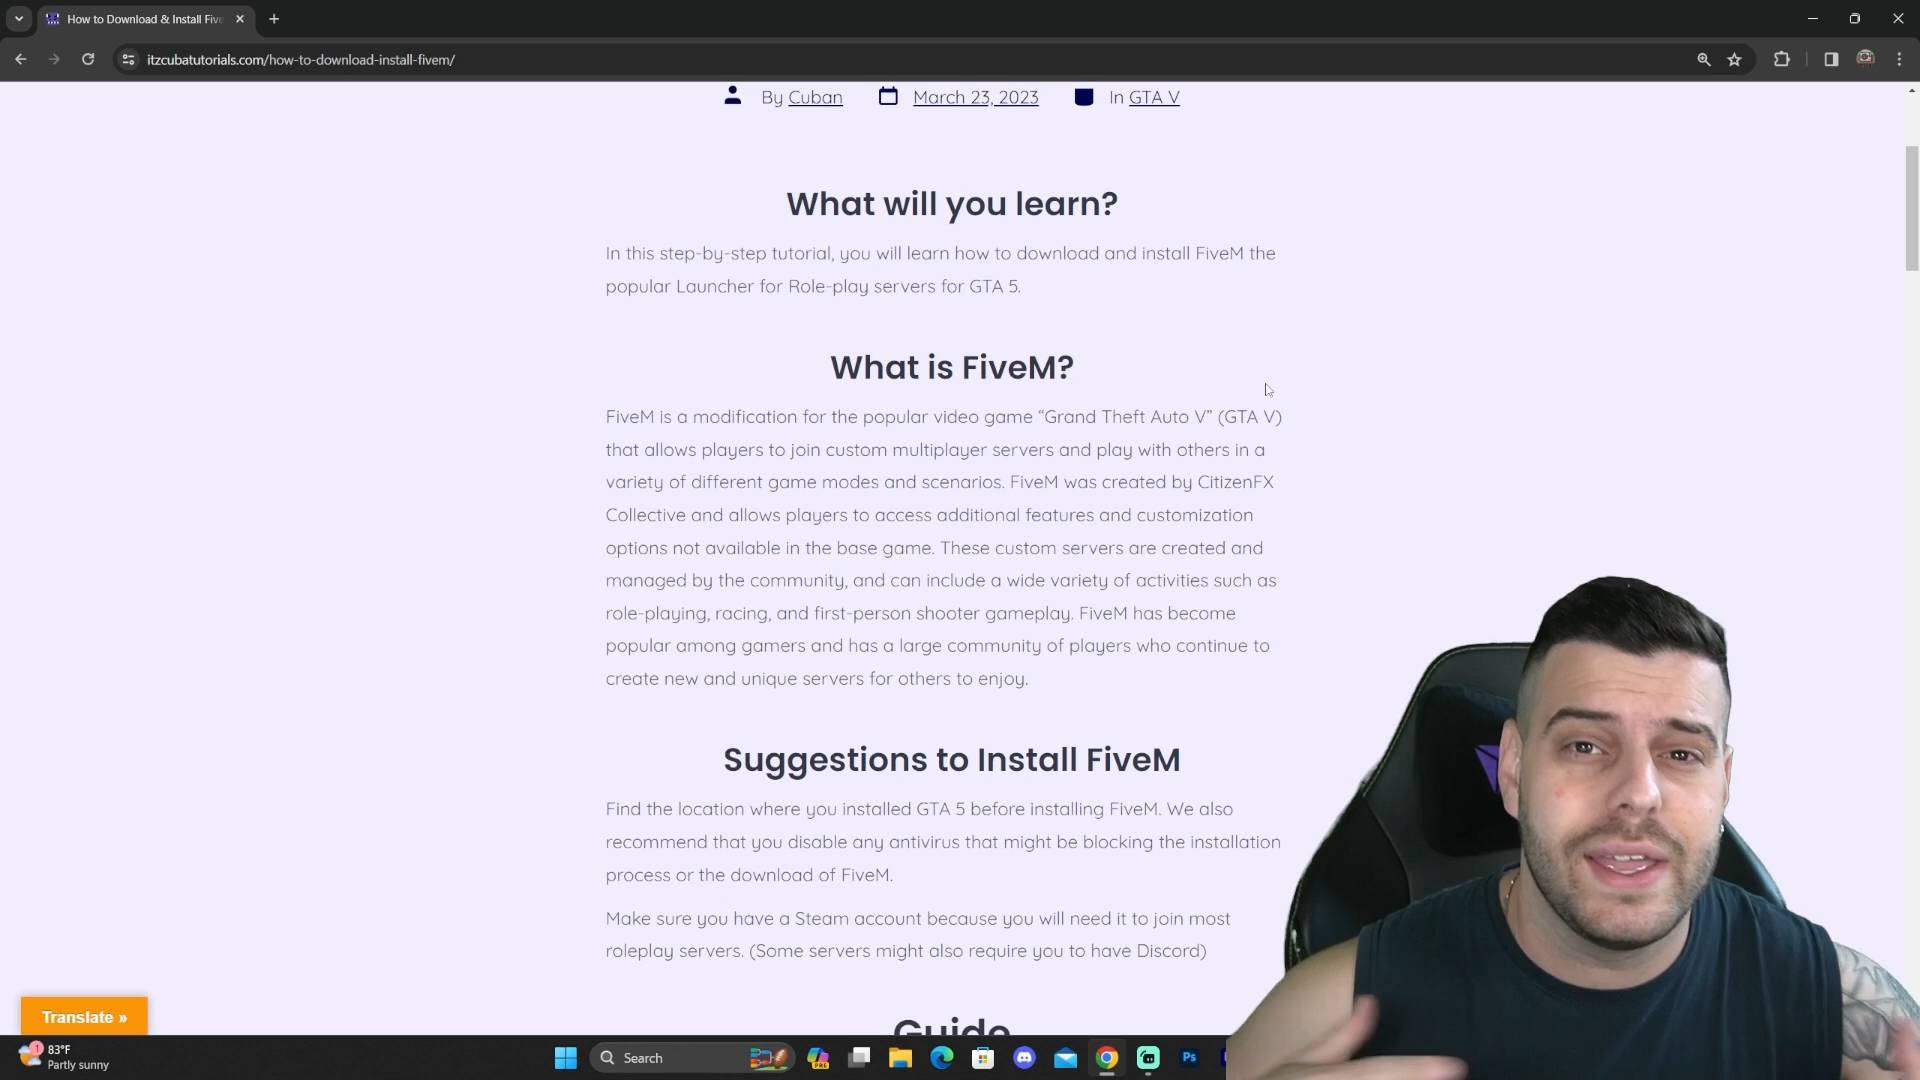 How to Download & Install Five
itzcubatutorials.com/how-to-download-install-fivem/
By Cuban March 23, 2023 In GTA V
What will you learn?
In this step-by-step tutorial, you will learn how to download and install FiveM the
popular Launcher for Role-play servers for GTA 5.
What is FiveM?
FiveM is a modification for the popular video game “Grand Theft Auto V” (GTA V)
that allows players to join custom multiplayer servers and play with others in a
variety of different game modes and scenarios. FiveM was created by CitizenFX
Collective and allows players to access additional features and customization
options not available in the base game. These custom servers are created and
managed by the community, and can include a wide variety of activities such as
role-playing, racing, and first-person shooter gameplay. FiveM has become
popular among gamers and has a large community of players who continue to
create new and unique servers for others to enjoy.
Suggestions to Install FiveM
Find the location where you installed GTA 5 before installing FiveM. We also
recommend that you disable any antivirus that might be blocking the installation
process or the download of FiveM.
Make sure you have a Steam account because you will need it to join most
roleplay servers. (Some servers might also require you to have Discord)
Guide
Translate »
1
83°F
Partly sunny
Search
PRE
Ps